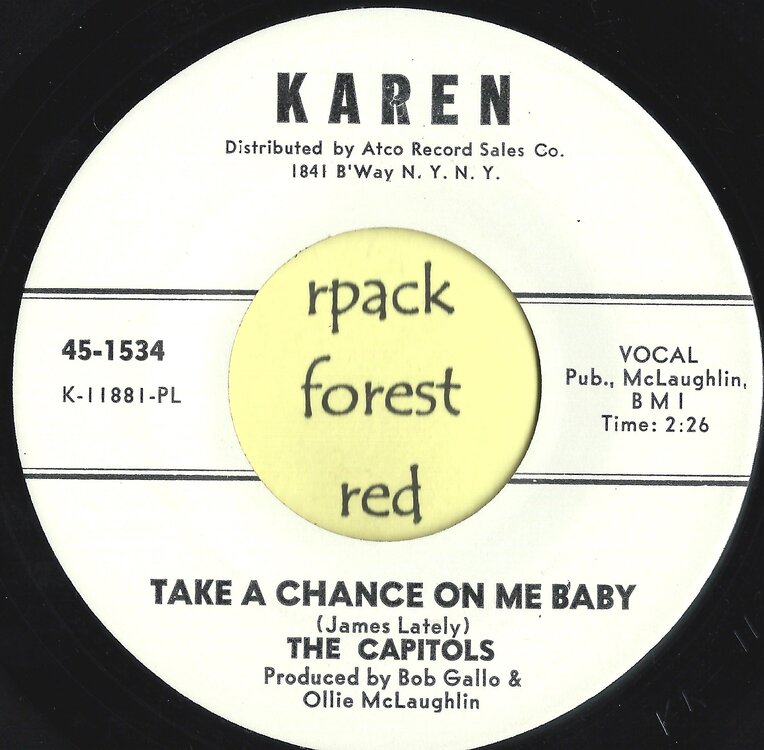 KAREN
Distributed by Atco Record Sales Co.
1841 B'Way N. Y. N. Y.
rpack
forest
red
45-1534
K-11881-PL
VOCAL
Pub., McLaughlin,
B M I
Time: 2:26
TAKE A CHANCE ON ME BABY
(James Lately)
THE CAPITOLS
Produced by Bob Gallo &
Ollie McLaughlin